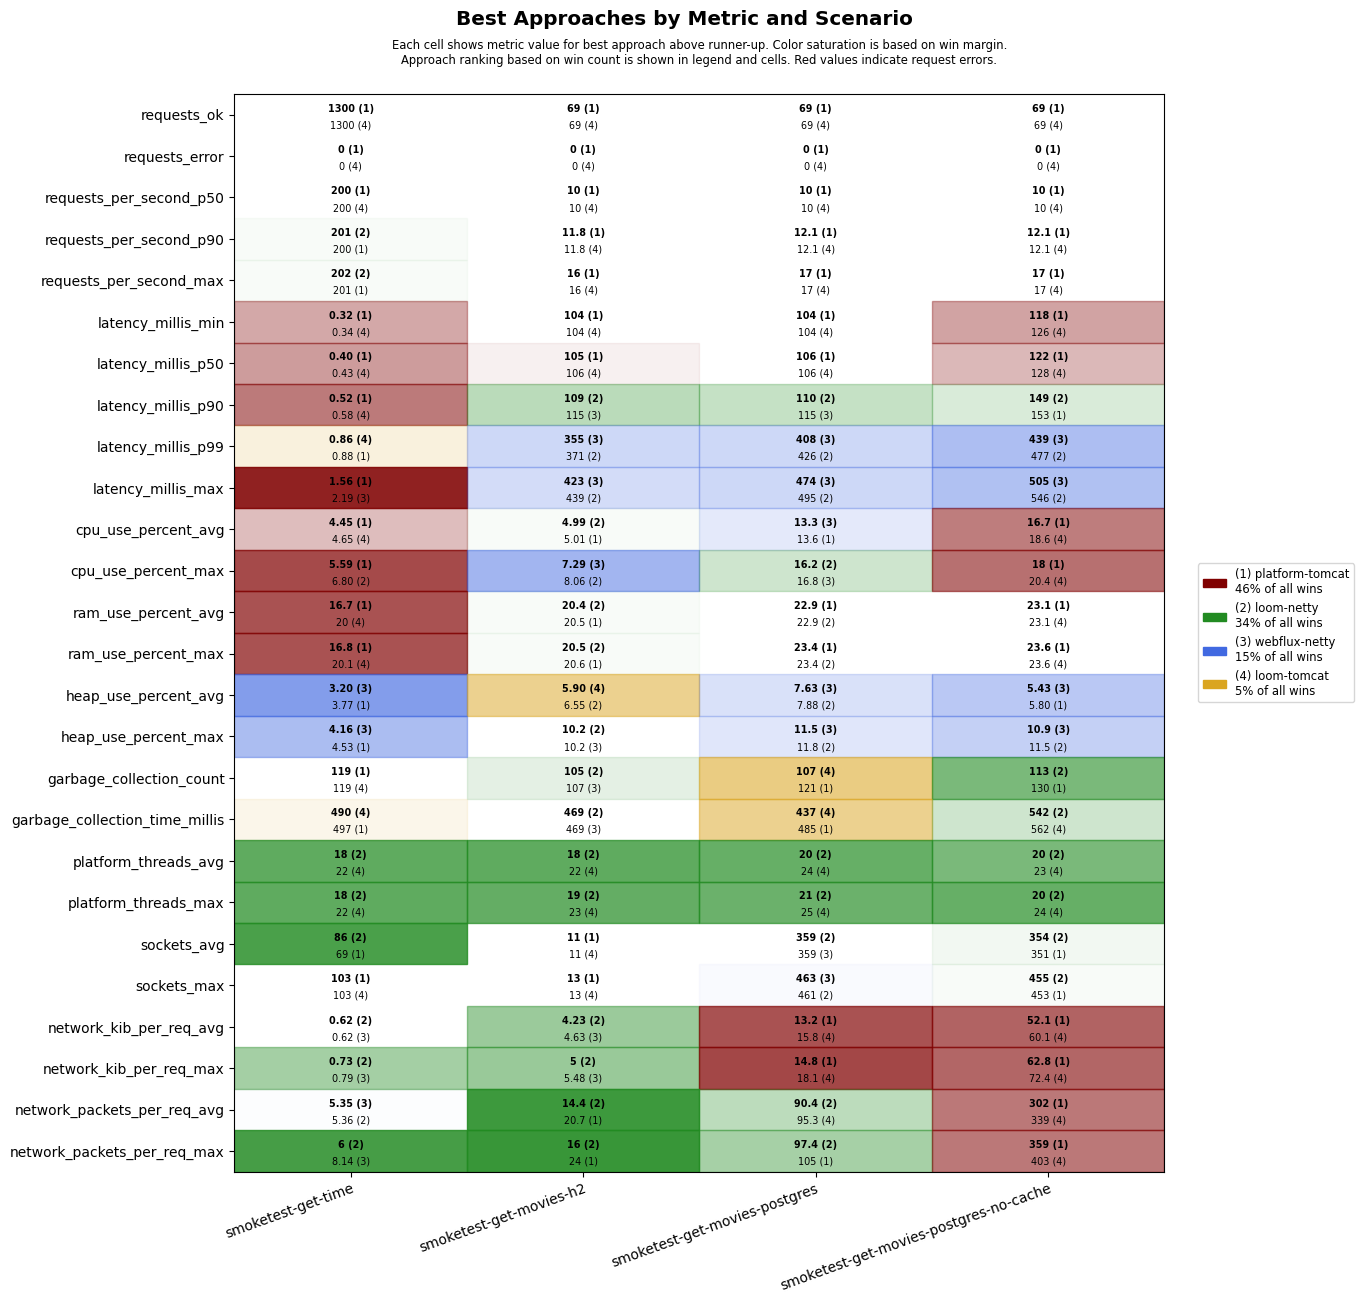 Best Approaches by Metric and Scenario
Each cell shows metric value for best approach above runner-up. Color saturation is based on win margin.
Approach ranking based on win count is shown in legend and cells. Red values indicate request errors.
requests_ok
1300 (1) 69 (1) 69 (1) 69 (1)
1300 (4) 69 (4) 69 (4) 69 (4)
requests_error
0 (1) 0 (1) 0 (1) 0 (1)
0 (4) 0 (4) 0 (4) 0 (4)
requests_per_second_p50
200 (1) 10 (1) 10 (1) 10 (1)
200 (4) 10 (4) 10 (4) 10 (4)
requests_per_second_p90
201 (2) 11.8 (1) 12.1 (1) 12.1 (1)
200 (1) 11.8 (4) 12.1 (4) 12.1 (4)
requests_per_second_max
202 (2) 16 (1) 17 (1) 17 (1)
201 (1) 16 (4) 17 (4) 17 (4)
latency_millis_min
0.32 (1) 104 (1) 104 (1) 118 (1)
0.34 (4) 104 (4) 104 (4) 126 (4)
latency_millis_p50
0.40 (1) 105 (1) 106 (1) 122 (1)
0.43 (4) 106 (4) 106 (4) 128 (4)
latency_millis_p90
0.52 (1) 109 (2) 110 (2) 149 (2)
0.58 (4) 115 (3) 115 (3) 153 (1)
latency_millis_p99
0.86 (4) 355 (3) 408 (3) 439 (3)
0.88 (1) 371 (2) 426 (2) 477 (2)
latency_millis_max
1.56 (1) 423 (3) 474 (3) 505 (3)
2.19 (3) 439 (2) 495 (2) 546 (2)
cpu_use_percent_avg
4.45 (1) 4.99 (2) 13.3 (3) 16.7 (1)
4.65 (4) 5.01 (1) 13.6 (1) 18.6 (4)
cpu_use_percent_max
5.59 (1) 7.29 (3) 16.2 (2) 18 (1)
6.80 (2) 8.06 (2) 16.8 (3) 20.4 (4)
ram_use_percent_avg
16.7 (1) 20.4 (2) 22.9 (1) 23.1 (1)
20 (4) 20.5 (1) 22.9 (2) 23.1 (4)
ram_use_percent_max
16.8 (1) 20.5 (2) 23.4 (1) 23.6 (1)
20.1 (4) 20.6 (1) 23.4 (2) 23.6 (4)
heap_use_percent_avg
3.20 (3) 5.90 (4) 7.63 (3) 5.43 (3)
3.77 (1) 6.55 (2) 7.88 (2) 5.80 (1)
heap_use_percent_max
4.16 (3) 10.2 (2) 11.5 (3) 10.9 (3)
4.53 (1) 10.2 (3) 11.8 (2) 11.5 (2)
garbage_collection_count
119 (1) 105 (2) 107 (4) 113 (2)
119 (4) 107 (3) 121 (1) 130 (1)
garbage_collection_time_millis
490 (4) 469 (2) 437 (4) 542 (2)
497 (1) 469 (3) 485 (1) 562 (4)
platform_threads_avg
18 (2) 18 (2) 20 (2) 20 (2)
22 (4) 22 (4) 24 (4) 23 (4)
platform_threads_max
18 (2) 19 (2) 21 (2) 20 (2)
22 (4) 23 (4) 25 (4) 24 (4)
sockets_avg
86 (2) 11 (1) 359 (2) 354 (2)
69 (1) 11 (4) 359 (3) 351 (1)
sockets_max
103 (1) 13 (1) 463 (3) 455 (2)
103 (4) 13 (4) 461 (2) 453 (1)
network_kib_per_req_avg
0.62 (2) 4.23 (2) 13.2 (1) 52.1 (1)
0.62 (3) 4.63 (3) 15.8 (4) 60.1 (4)
network_kib_per_req_max
0.73 (2) 5 (2) 14.8 (1) 62.8 (1)
0.79 (3) 5.48 (3) 18.1 (4) 72.4 (4)
network_packets_per_req_avg
5.35 (3) 14.4 (2) 90.4 (2) 302 (1)
5.36 (2) 20.7 (1) 95.3 (4) 339 (4)
network_packets_per_req_max
6 (2) 16 (2) 97.4 (2) 359 (1)
8.14 (3) 24 (1) 105 (1) 403 (4)
smoketest-get-time
smoketest-get-movies-h2
smoketest-get-movies-postgres
smoketest-get-movies-postgres-no-cache
(1) platform-tomcat
46% of all wins
(2) loom-netty
34% of all wins
(3) webflux-netty
15% of all wins
(4) loom-tomcat
5% of all wins